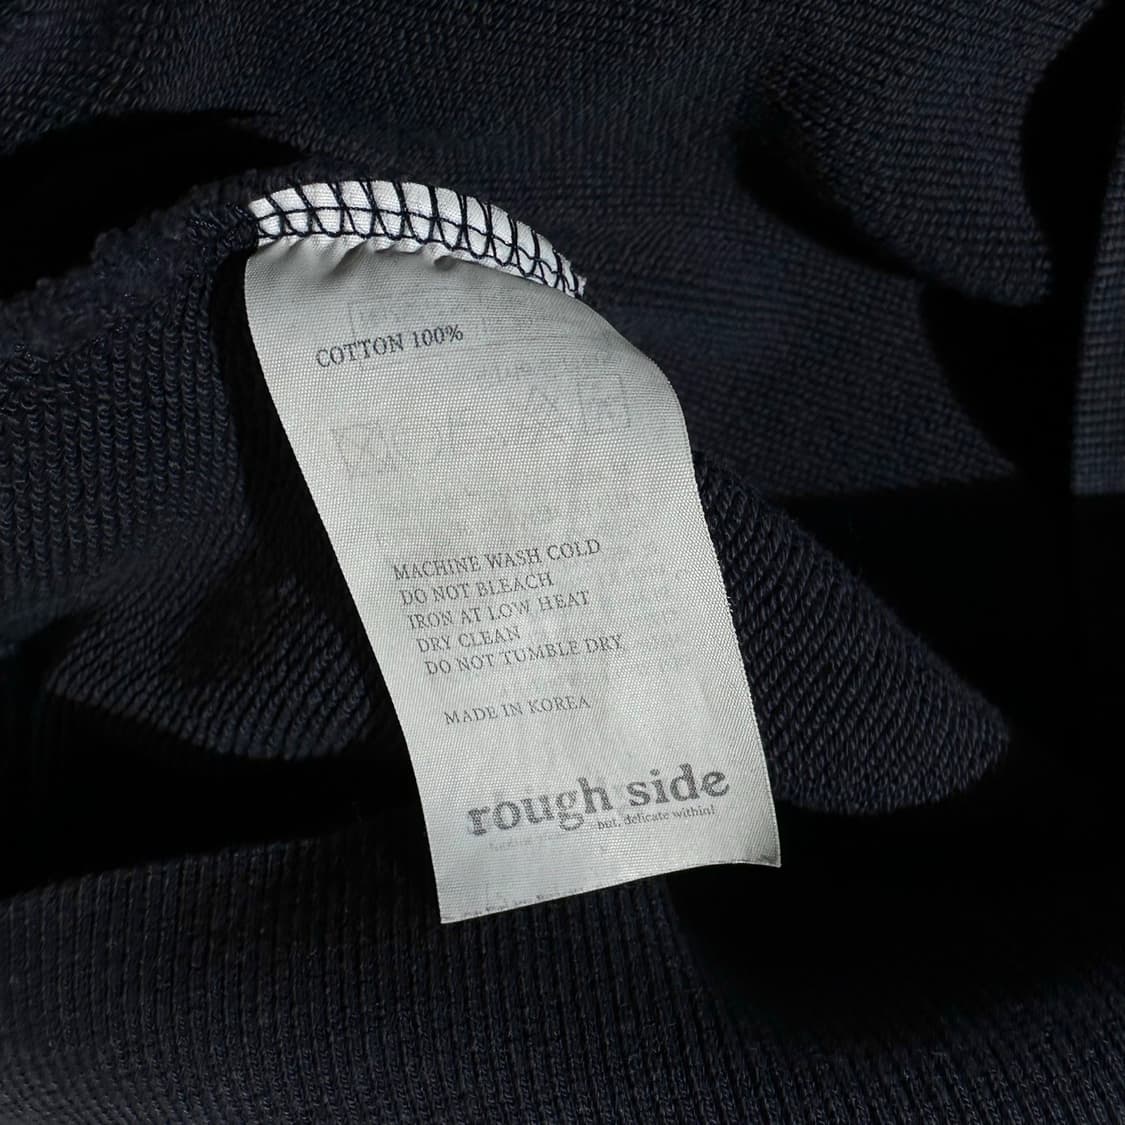 COTTON 100%
MACHINE WASH COLD
DO NOT BLEACH
IRON AT LOW HEAT
DRY CLEAN
DO NOT TUMBLE DRY
MADE IN KOREA
rough side
but, delicate within!